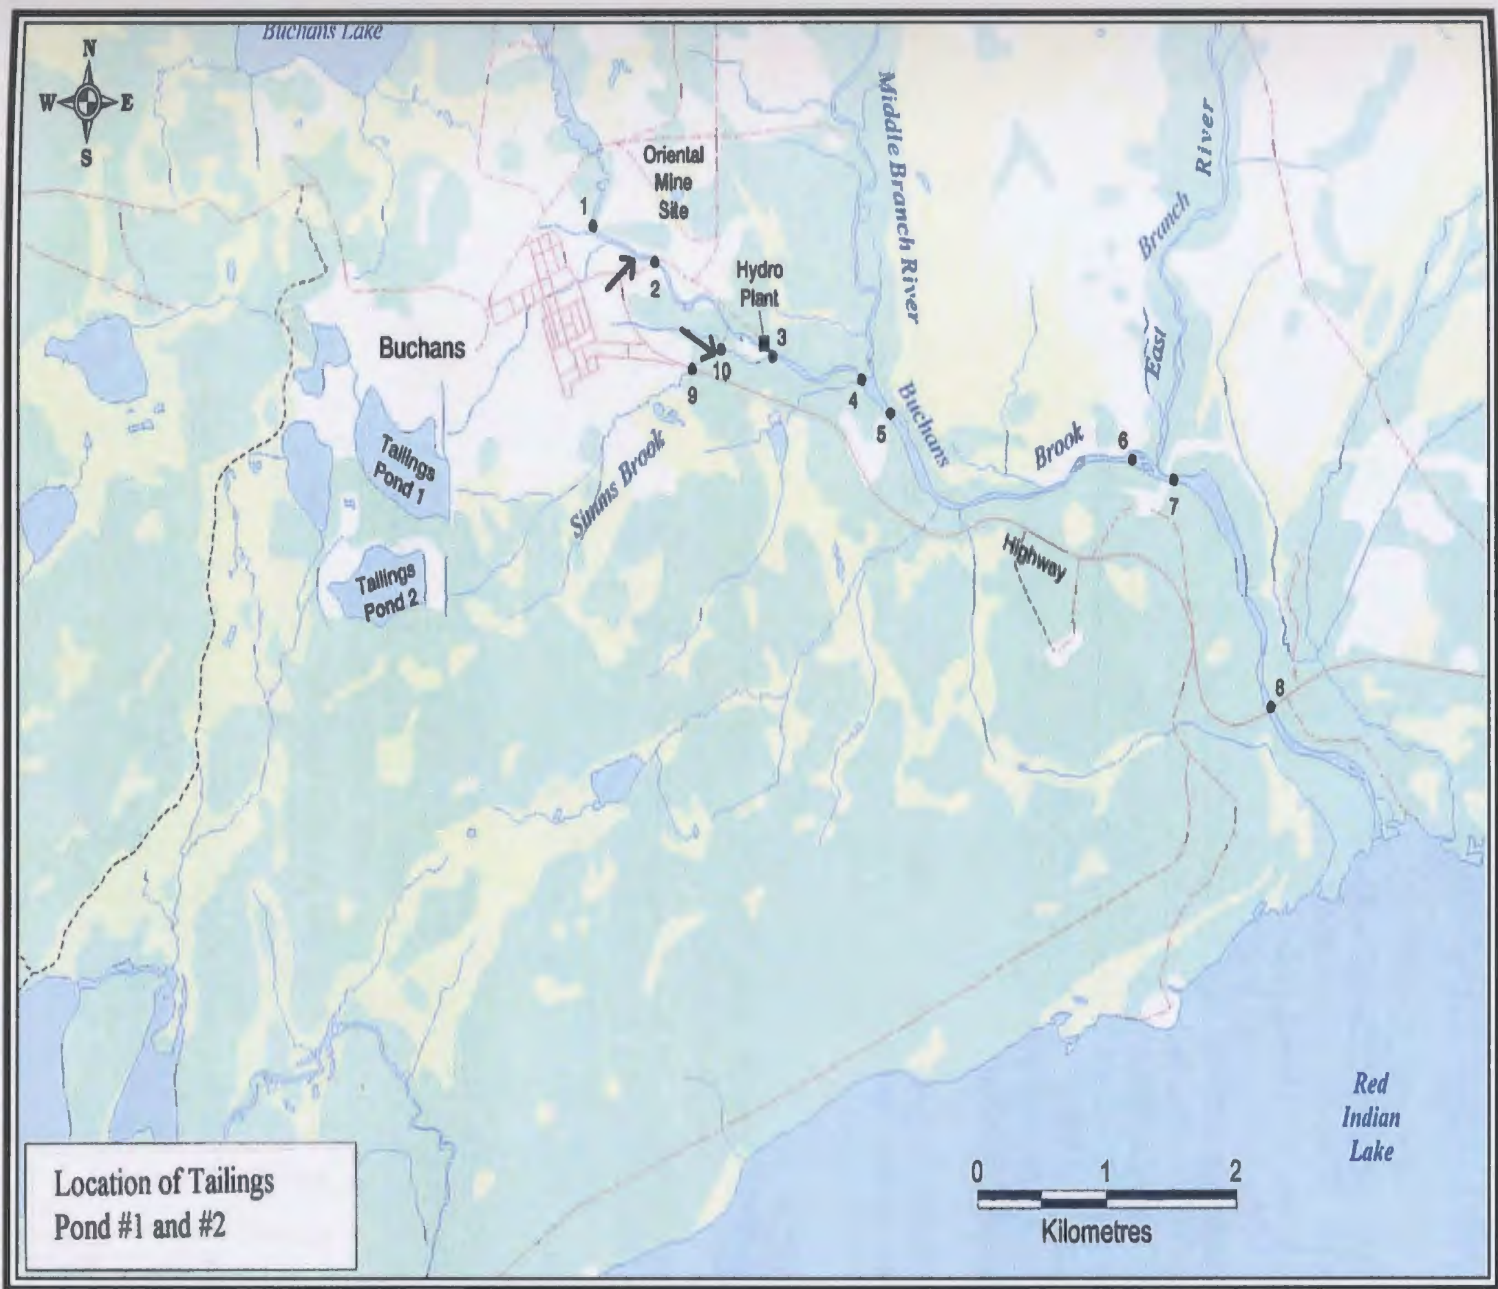 Buchans Lake
N
W E
S
Oriental
Mine
Site
Middle Branch River
East Branch River
1
2
Hydro
Plant
3
Buchans
10
9
4
5
Buchans Brook
6
7
Tailings
Pond 1
Simms Brook
Highway
Tailings
Pond 2
8
Red
Indian
Lake
Location of Tailings
Pond #1 and #2
0 1 2
Kilometres